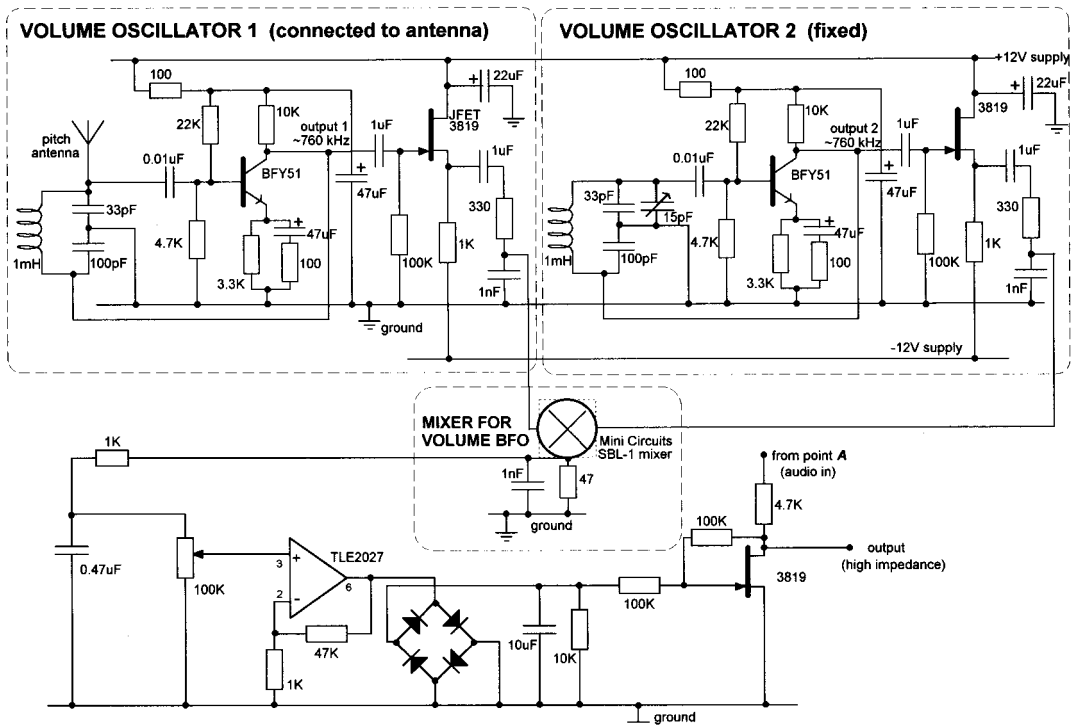 VOLUME OSCILLATOR 1 (connected to antenna)
100
22K
10K
pitch
antenna
0.01uF
BFY51
output 1
~760 kHz
1uF
JFET
3819
22uF
+
1uF
33pF
100pF
1mH
4.7K
3.3K
47uF
+
100
47uF
+
100K
1K
330
1nF
ground
VOLUME OSCILLATOR 2 (fixed)
+12V supply
100
22K
10K
0.01uF
BFY51
output 2
~760 kHz
1uF
3819
22uF
+
1uF
33pF
15pF
100pF
1mH
4.7K
3.3K
47uF
+
100
47uF
+
100K
1K
330
1nF
-12V supply
MIXER FOR
VOLUME BFO
Mini Circuits
SBL-1 mixer
1nF
47
ground
1K
0.47uF
100K
TLE2027
3
+
2
-
6
47K
1K
10uF
10K
100K
100K
from point A
(audio in)
4.7K
output
(high impedance)
3819
ground